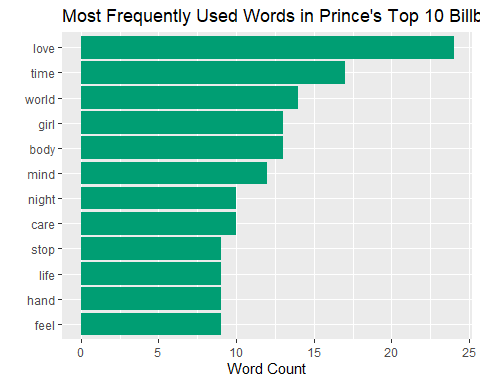 Most Frequently Used Words in Prince's Top 10 Billb
love
time
world
girl
body
mind
night
care
stop
life
hand
feel
0 5 10 15 20 25
Word Count